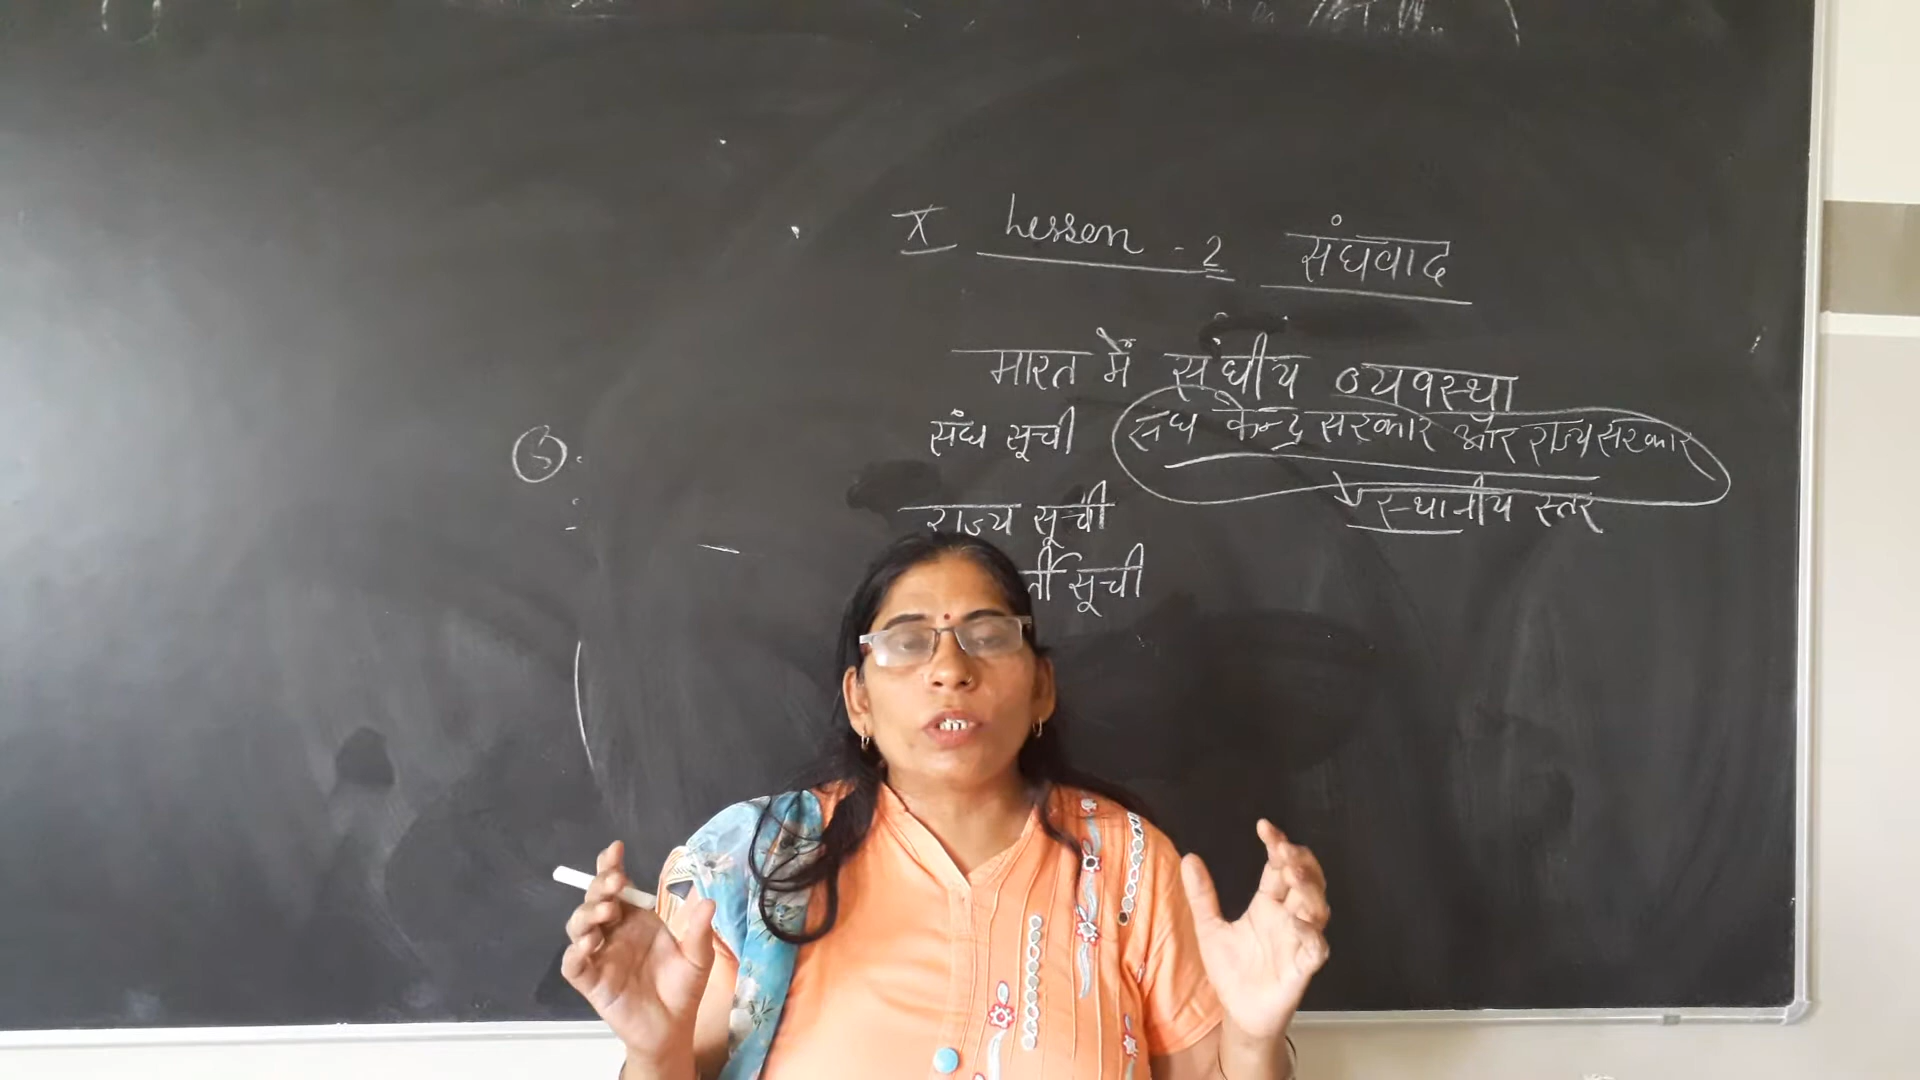 X Lesson - 2 संघवाद
भारत में संघीय व्यवस्था
संघ सूची
संघ केन्द्र सरकार और राज्य सरकार
राज्य सूची
स्थानीय स्तर
र्ती सूची